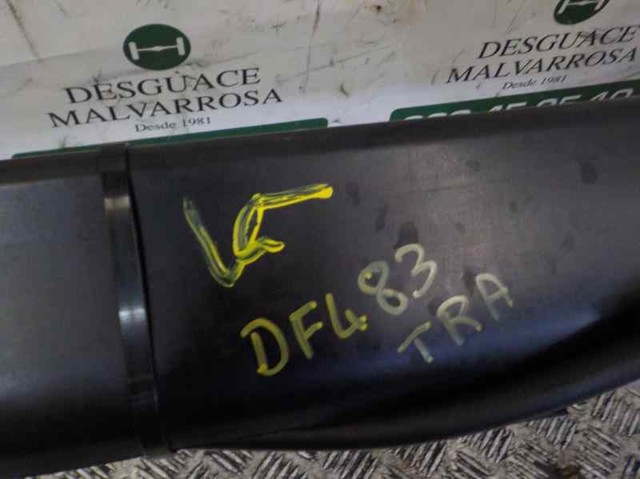 DESGUACE
MALVARROSA
Desde 1981
DESGUACE
MALVARROSA
Desde 1981
DF483
TRA